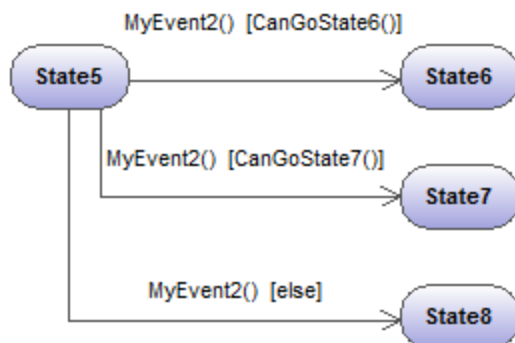 MyEvent2() [CanGoState6()]
State5
State6
MyEvent2() [CanGoState7()]
State7
MyEvent2() [else]
State8